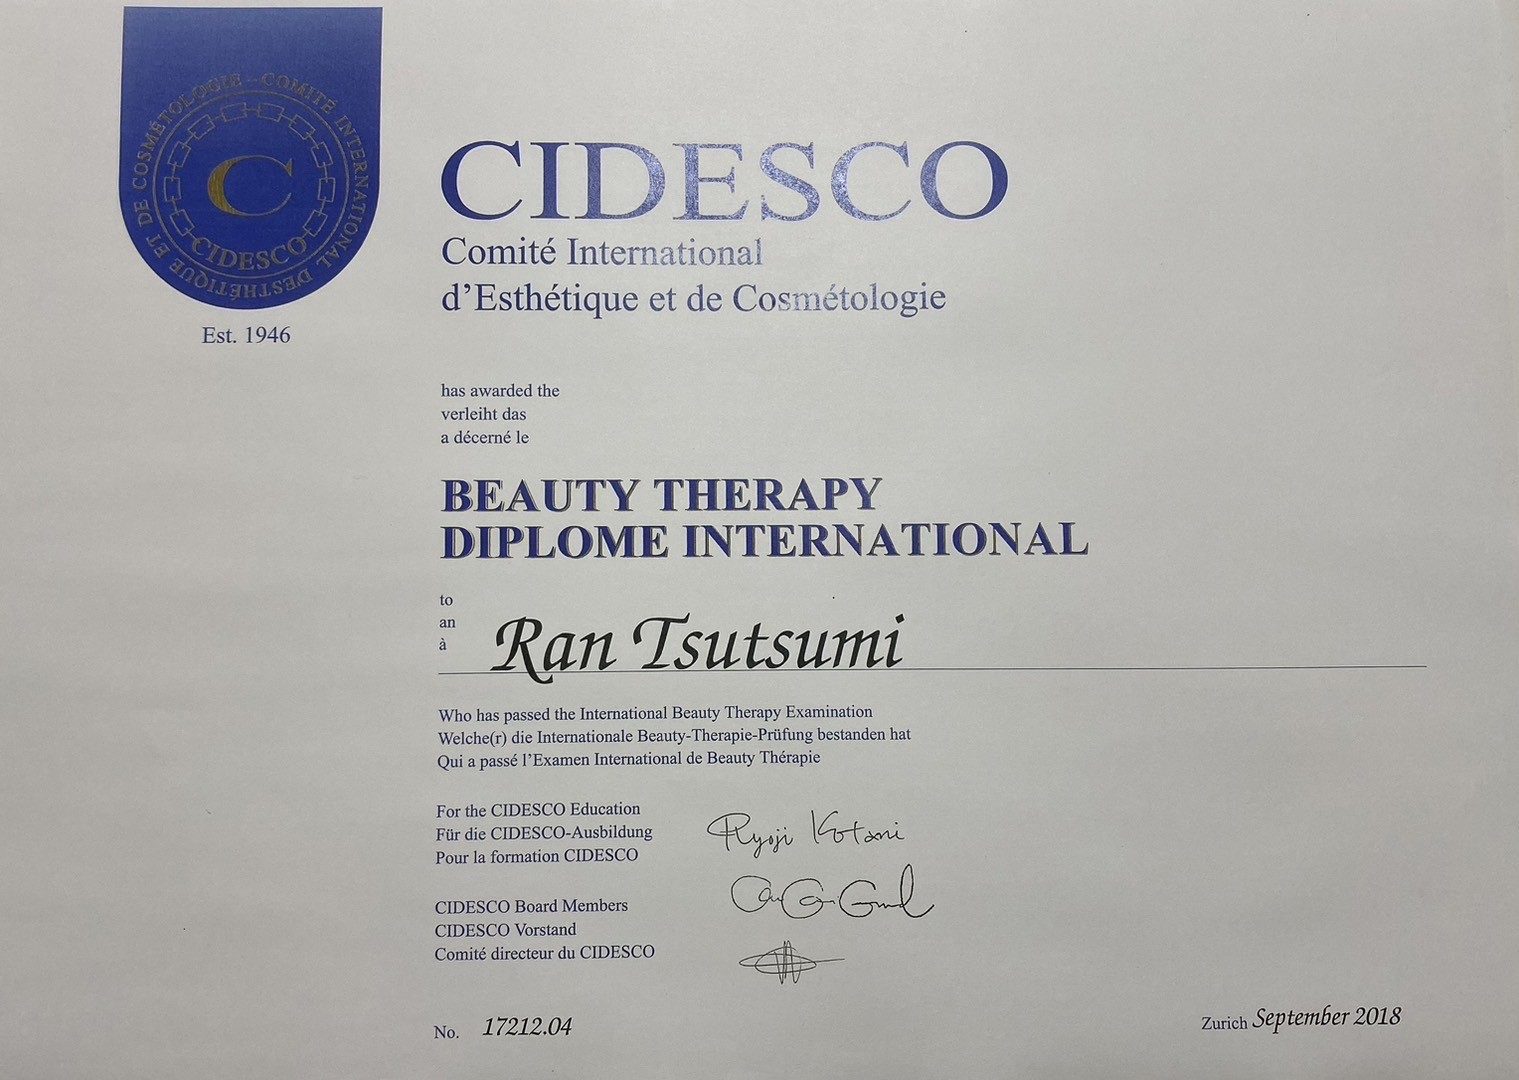 COMITÉ INTERNATIONAL D'ESTHÉTIQUE ET DE COSMÉTOLOGIE -
C
CIDESCO
Est. 1946
CIDESCO
Comité International
d'Esthétique et de Cosmétologie
has awarded the
verleiht das
a décerné le
BEAUTY THERAPY
DIPLOME INTERNATIONAL
to
an
à
Ran Tsutsumi
Who has passed the International Beauty Therapy Examination
Welche(r) die Internationale Beauty-Therapie-Prüfung bestanden hat
Qui a passé l'Examen International de Beauty Thérapie
For the CIDESCO Education
Für die CIDESCO-Ausbildung
Pour la formation CIDESCO
Ryoji Kotani
CIDESCO Board Members
CIDESCO Vorstand
Comité directeur du CIDESCO
No. 17212.04
Zurich September 2018